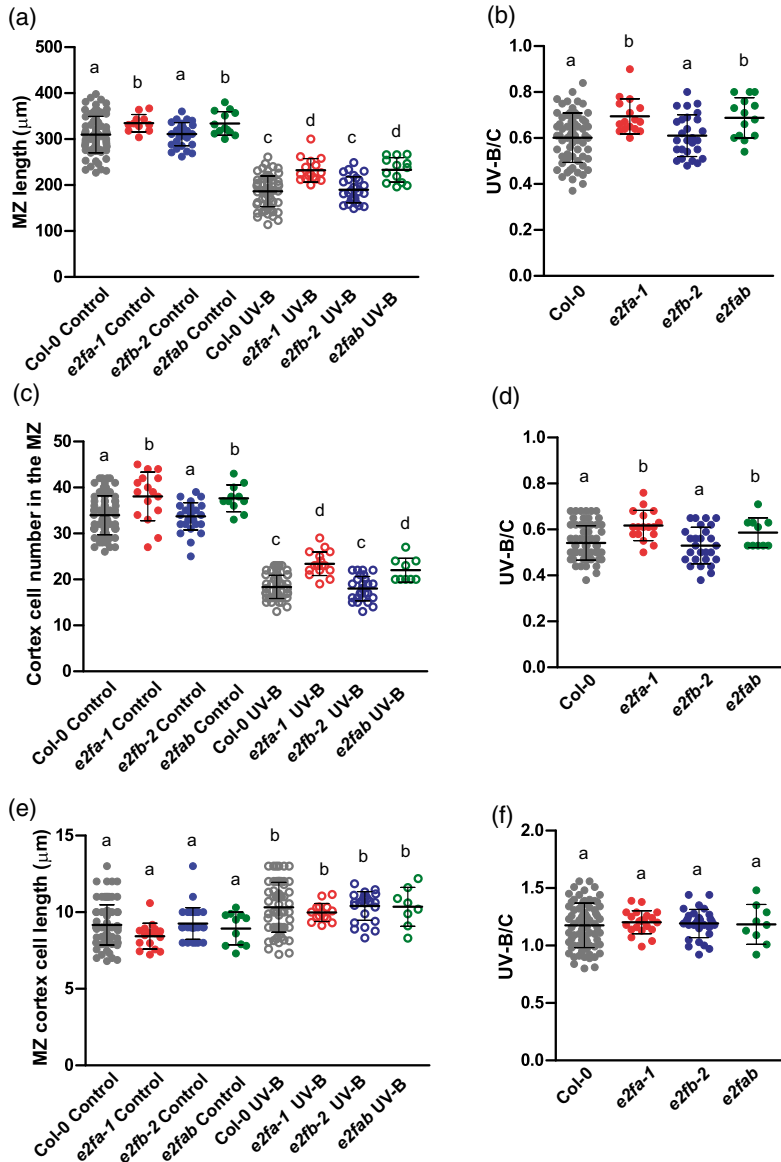 (a)
MZ length (μm)
500
400
300
200
100
0
a
b
a
b
c
d
c
d
Col-0 Control
e2fa-1 Control
e2fb-2 Control
e2fab Control
Col-0 UV-B
e2fa-1 UV-B
e2fb-2 UV-B
e2fab UV-B
(b)
UV-B/C
1.0
0.8
0.6
0.4
0.2
0.0
a
b
a
b
Col-0
e2fa-1
e2fb-2
e2fab
(c)
Cortex cell number in the MZ
50
40
30
20
10
0
a
b
a
b
c
d
c
d
Col-0 Control
e2fa-1 Control
e2fb-2 Control
e2fab Control
Col-0 UV-B
e2fa-1 UV-B
e2fb-2 UV-B
e2fab UV-B
(d)
UV-B/C
1.0
0.8
0.6
0.4
0.2
0.0
a
b
a
b
Col-0
e2fa-1
e2fb-2
e2fab
(e)
MZ cortex cell length (μm)
15
10
5
0
a
a
a
a
b
b
b
b
Col-0 Control
e2fa-1 Control
e2fb-2 Control
e2fab Control
Col-0 UV-B
e2fa-1 UV-B
e2fb-2 UV-B
e2fab UV-B
(f)
UV-B/C
2.0
1.5
1.0
0.5
0.0
a
a
a
a
Col-0
e2fa-1
e2fb-2
e2fab